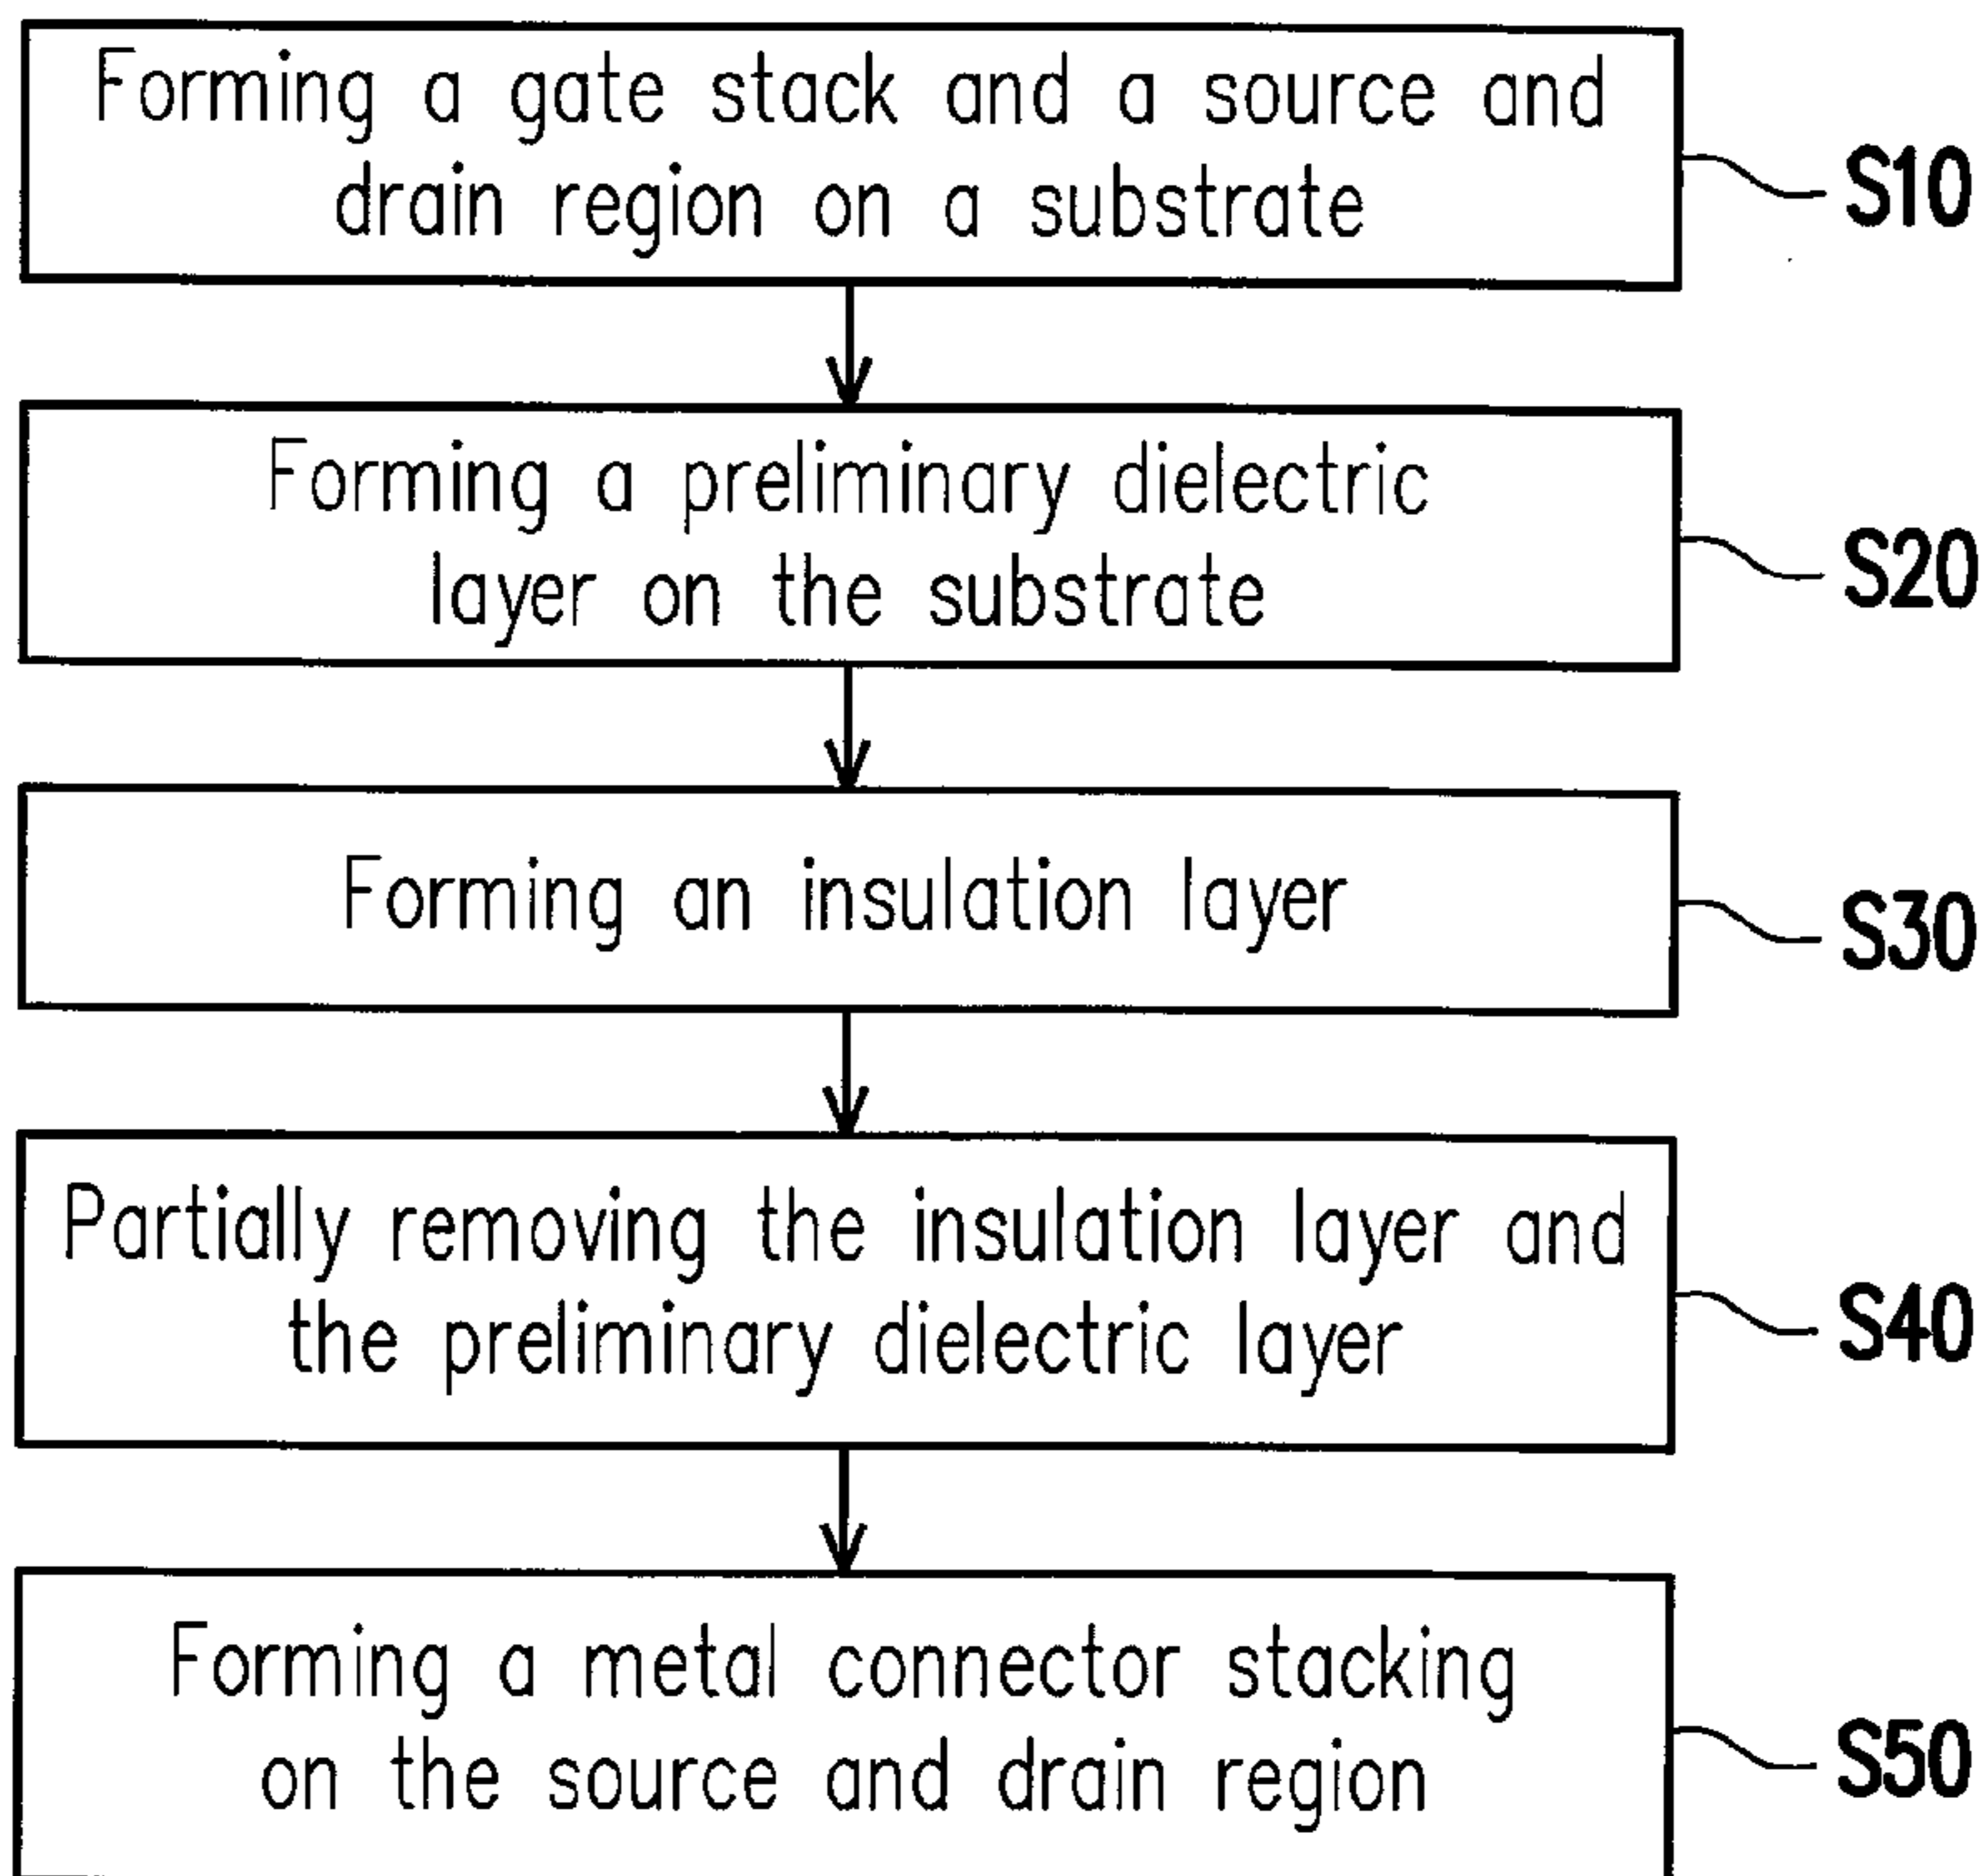 Forming a gate stack and a source and
drain region on a substrate
S10
Forming a preliminary dielectric
layer on the substrate
S20
Forming an insulation layer
S30
Partially removing the insulation layer and
the preliminary dielectric layer
S40
Forming a metal connector stacking
on the source and drain region
S50